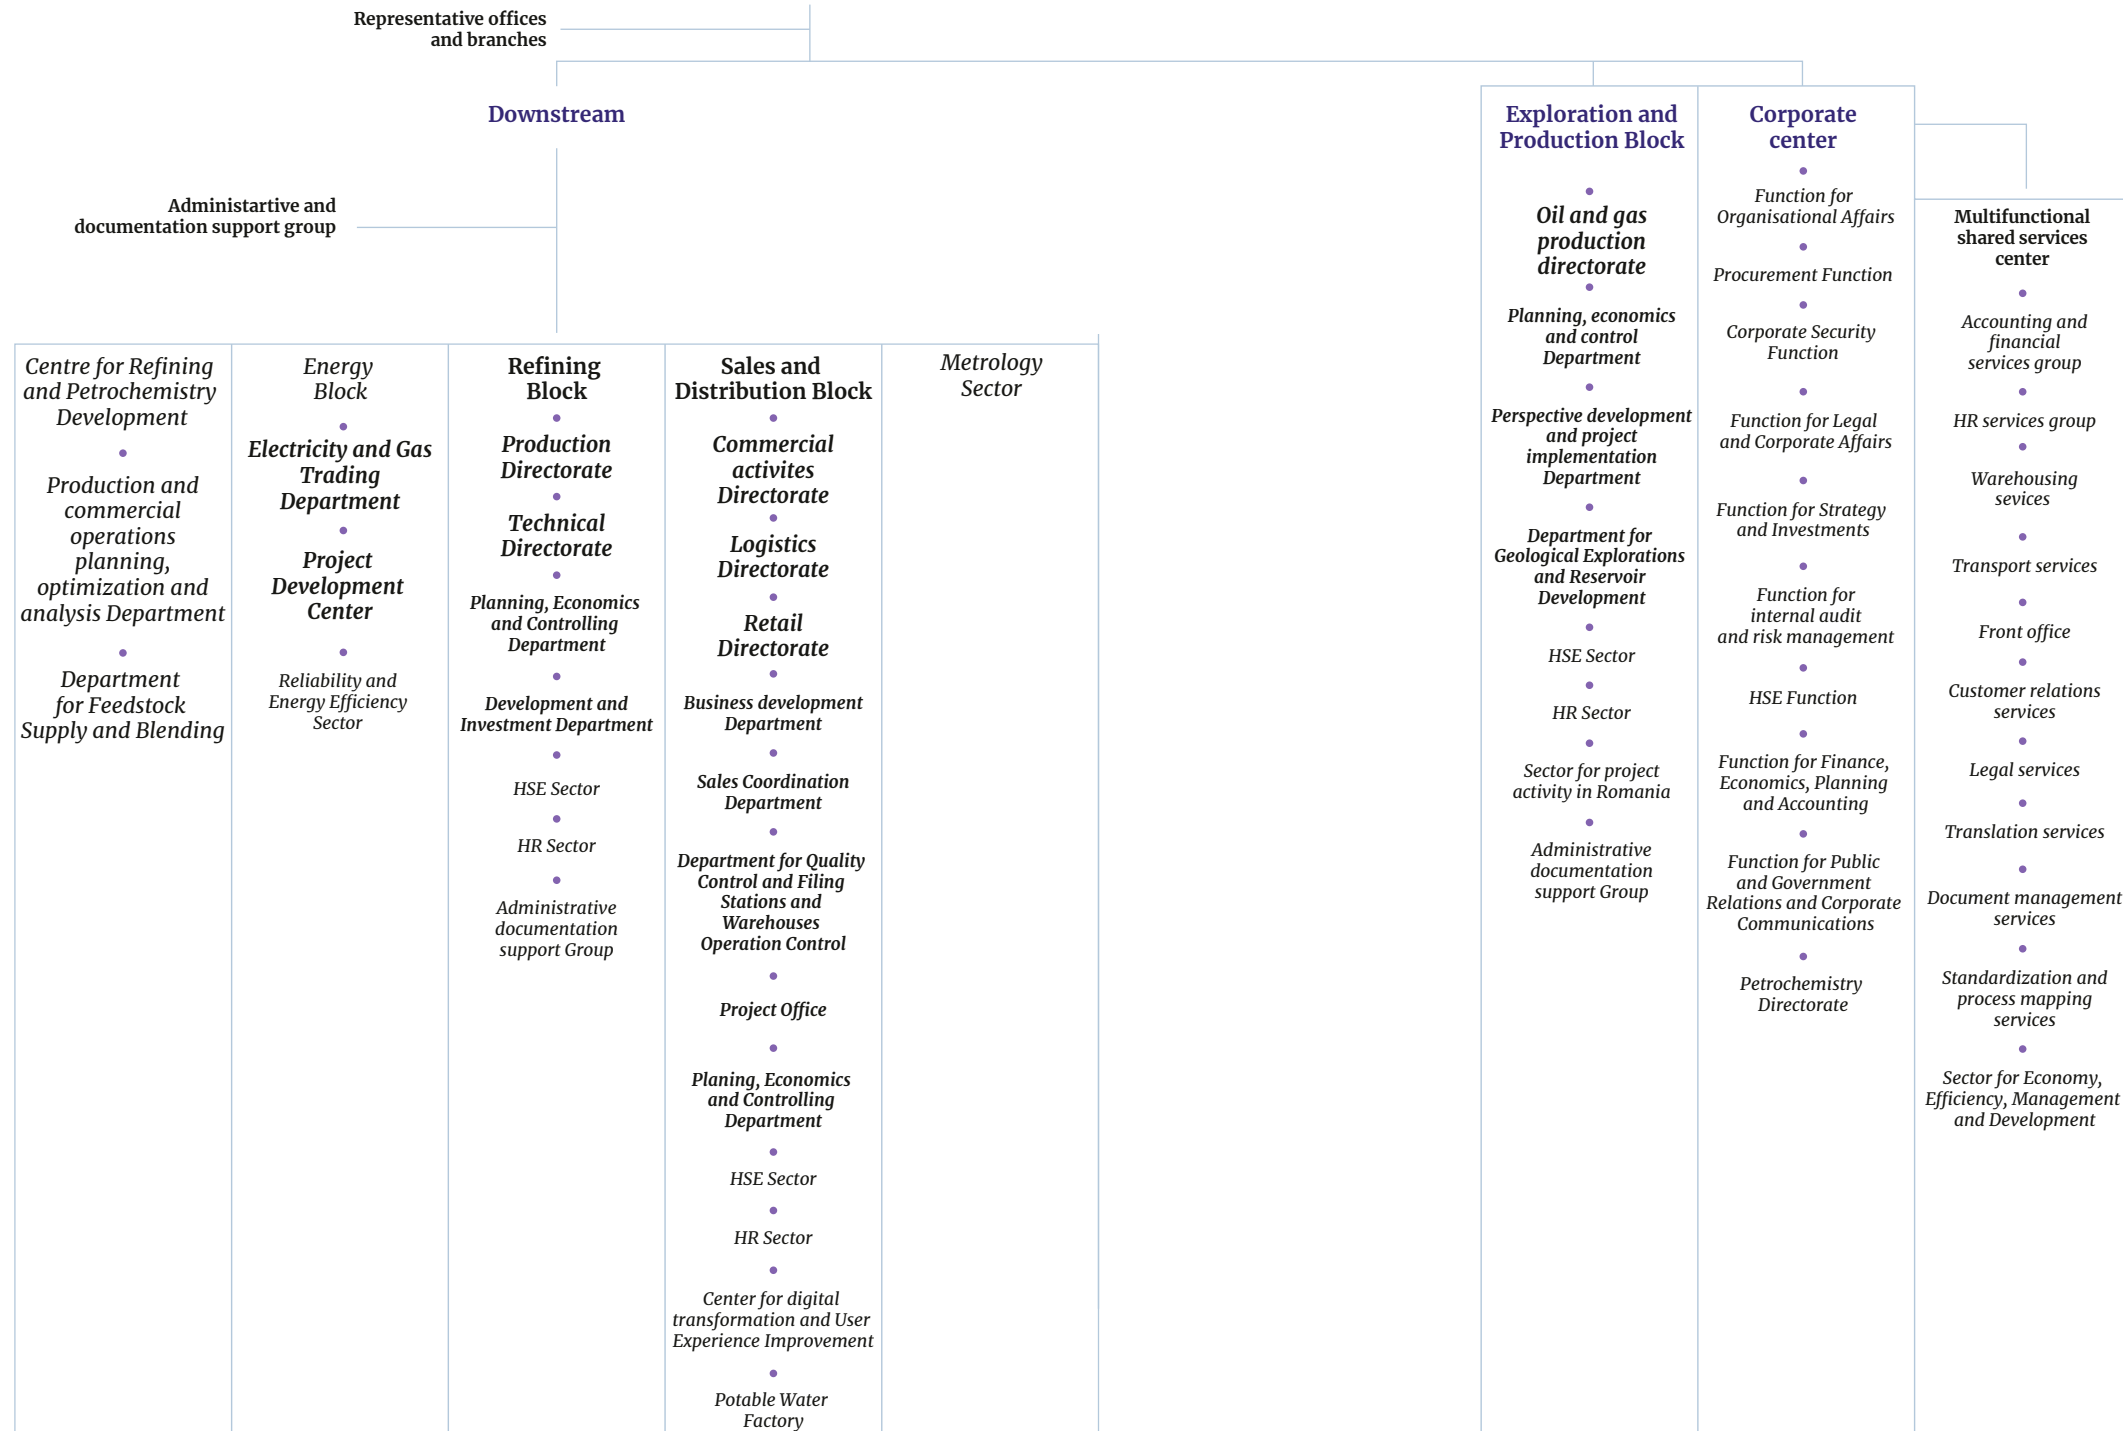 Representative offices
and branches
Downstream
Administartive and
documentation support group
Centre for Refining
and Petrochemistry
Development
Production and
commercial
operations
planning,
optimization and
analysis Department
Department
for Feedstock
Supply and Blending
Energy
Block
Electricity and Gas
Trading
Department
Project
Development
Center
Reliability and
Energy Efficiency
Sector
Refining
Block
Production
Directorate
Technical
Directorate
Planning, Economics
and Controlling
Department
Development and
Investment Department
HSE Sector
HR Sector
Administrative
documentation
support Group
Sales and
Distribution Block
Commercial
activites
Directorate
Logistics
Directorate
Retail
Directorate
Business development
Department
Sales Coordination
Department
Department for Quality
Control and Filing
Stations and
Warehouses
Operation Control
Project Office
Planing, Economics
and Controlling
Department
HSE Sector
HR Sector
Center for digital
transformation and User
Experience Improvement
Potable Water
Factory
Metrology
Sector
Exploration and
Production Block
Oil and gas
production
directorate
Planning, economics
and control
Department
Perspective development
and project
implementation
Department
Department for
Geological Explorations
and Reservoir
Development
HSE Sector
HR Sector
Sector for project
activity in Romania
Administrative
documentation
support Group
Corporate
center
Function for
Organisational Affairs
Procurement Function
Corporate Security
Function
Function for Legal
and Corporate Affairs
Function for Strategy
and Investments
Function for
internal audit
and risk management
HSE Function
Function for Finance,
Economics, Planning
and Accounting
Function for Public
and Government
Relations and Corporate
Communications
Petrochemistry
Directorate
Multifunctional
shared services
center
Accounting and
financial
services group
HR services group
Warehousing
sevices
Transport services
Front office
Customer relations
services
Legal services
Translation services
Document management
services
Standardization and
process mapping
services
Sector for Economy,
Efficiency, Management
and Development